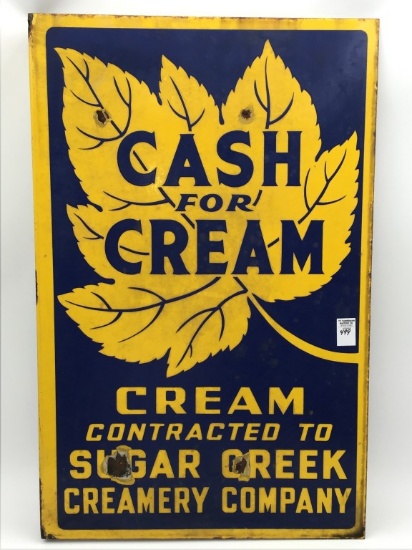 CASH
FOR
CREAM
CREAM
CONTRACTED TO
SUGAR CREEK
CREAMERY COMPANY